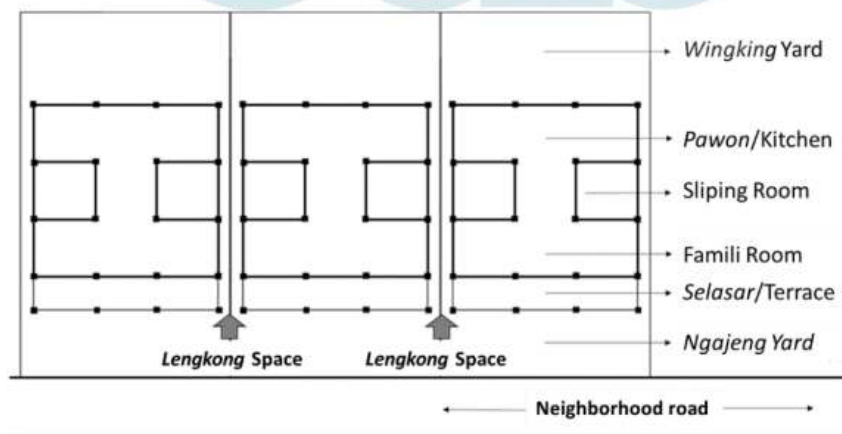 Wingking Yard
Pawon/Kitchen
Sliping Room
Famili Room
Selasar/Terrace
Ngajeng Yard
Lengkong Space
Lengkong Space
Neighborhood road